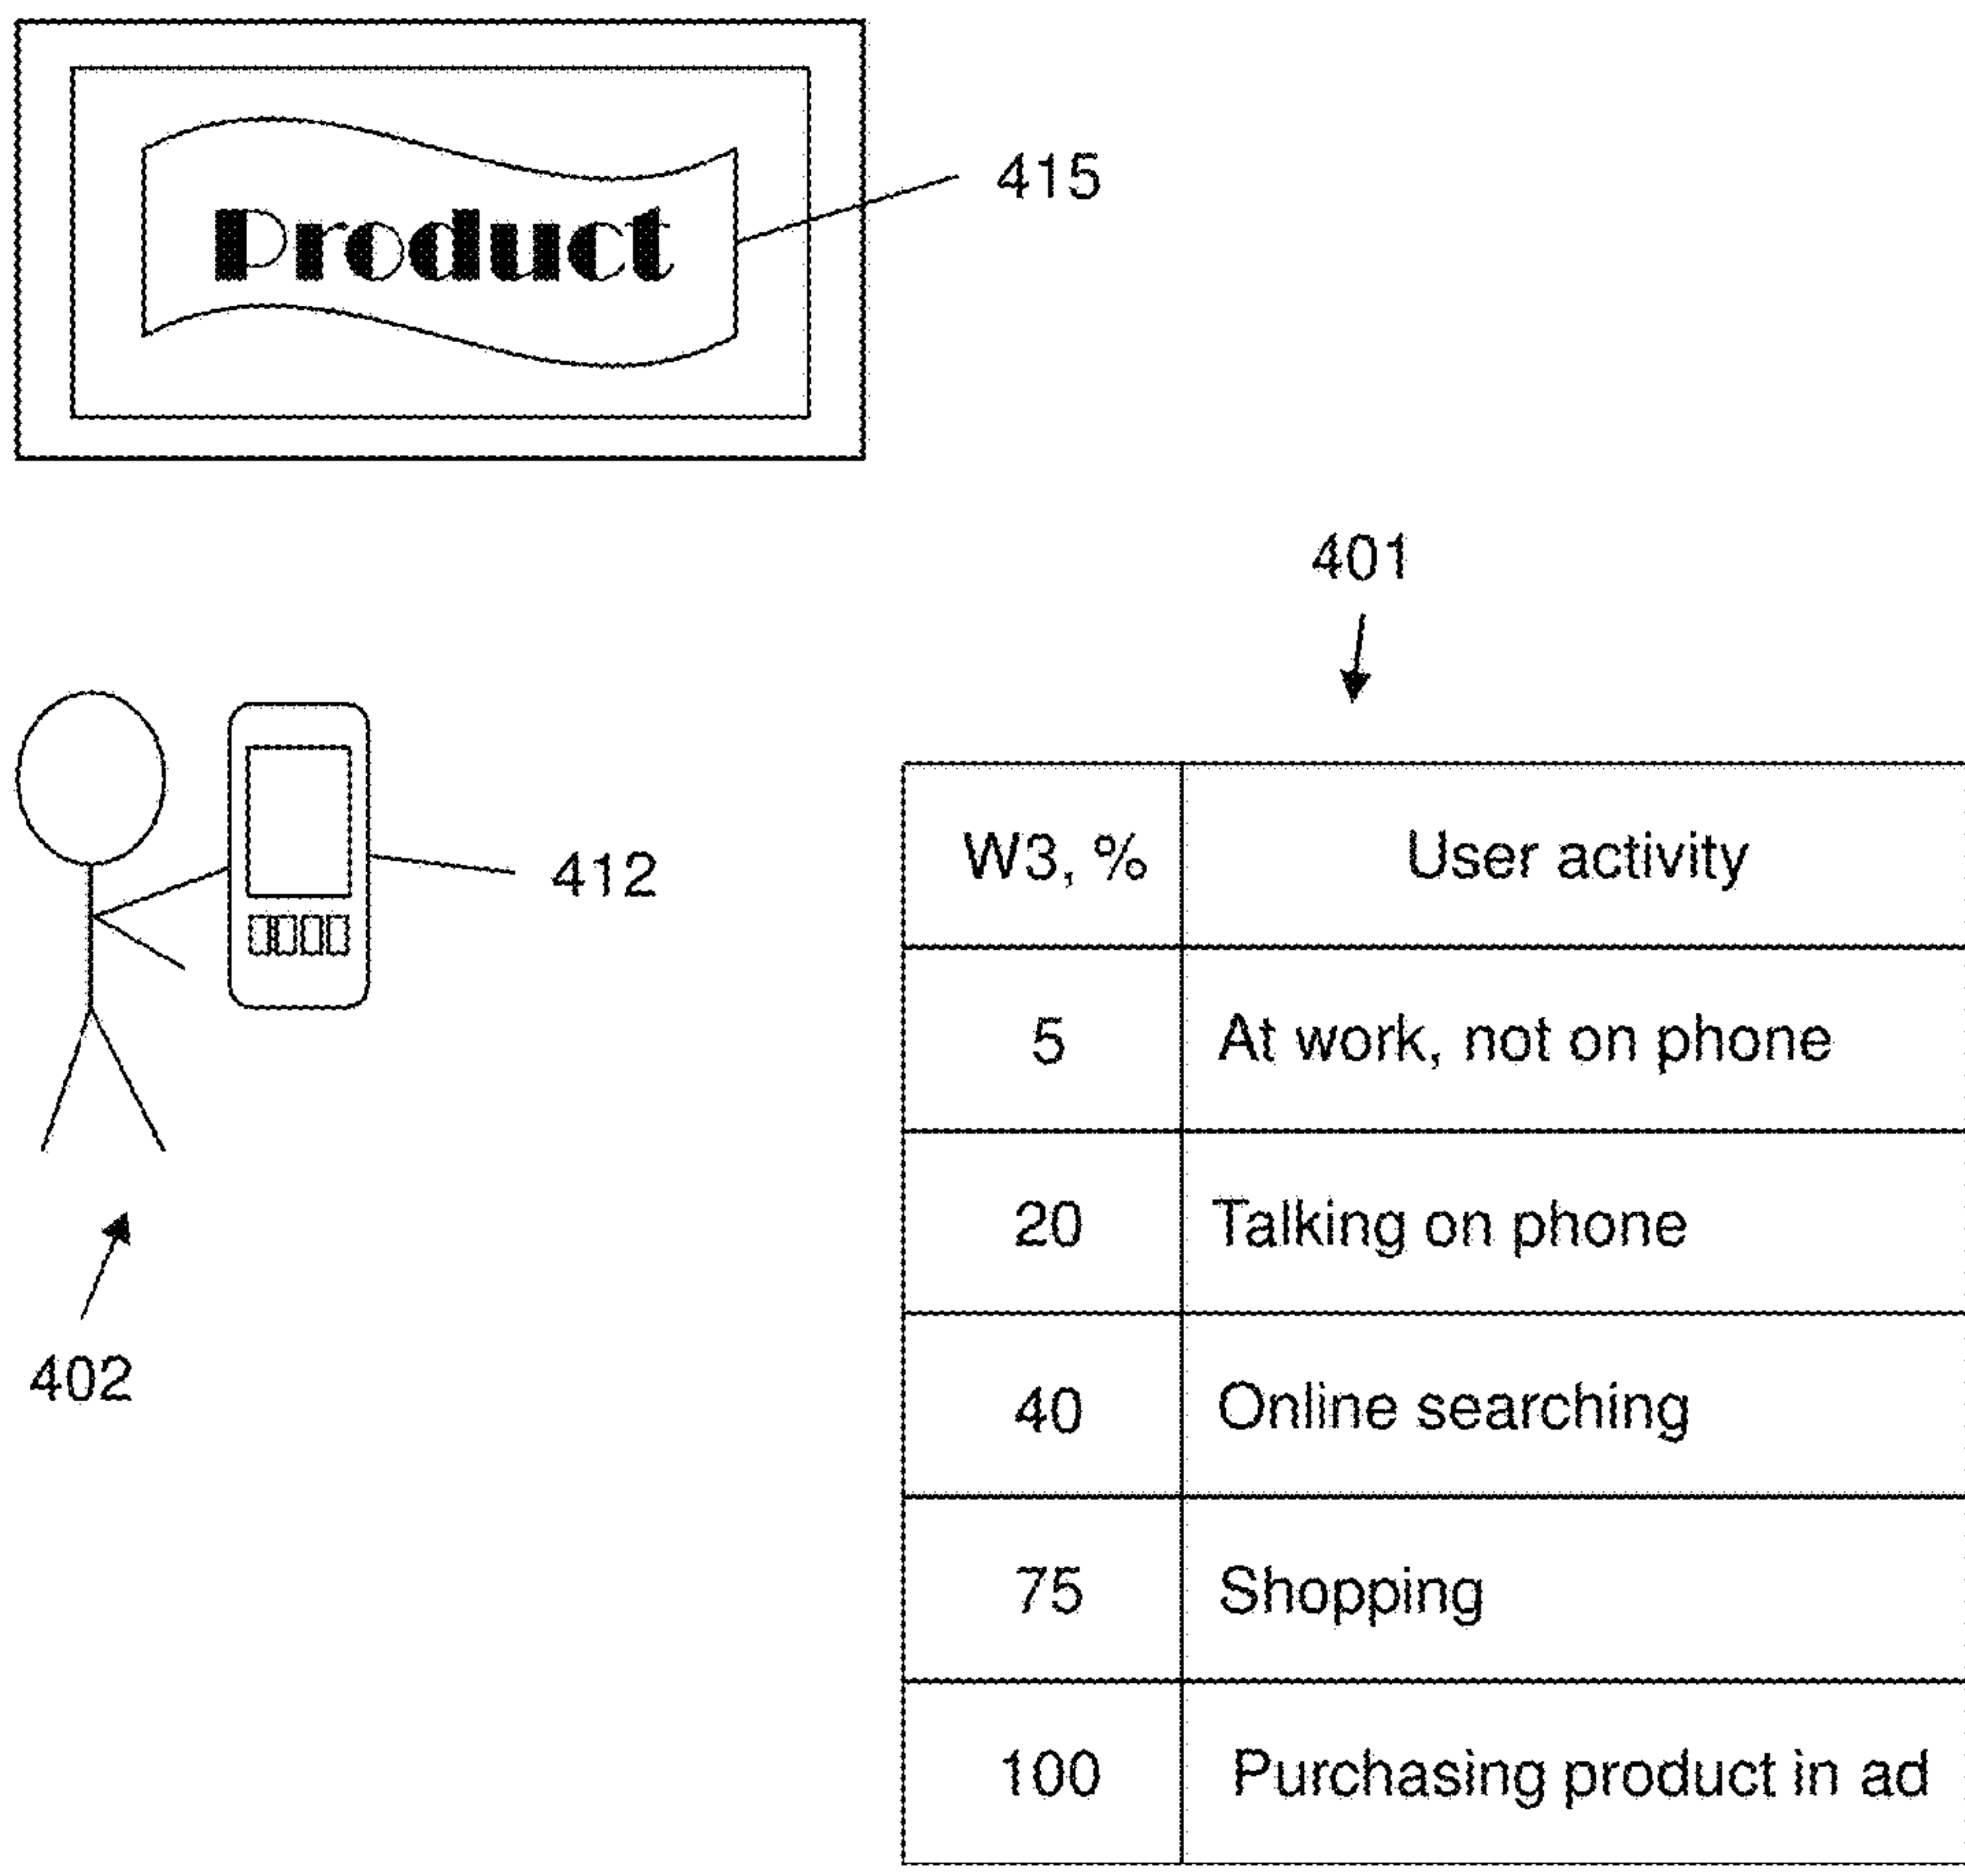 Product
415
401
412
402
W3, % User activity
5 At work, not on phone
20 Talking on phone
40 Online searching
75 Shopping
100 Purchasing product in ad